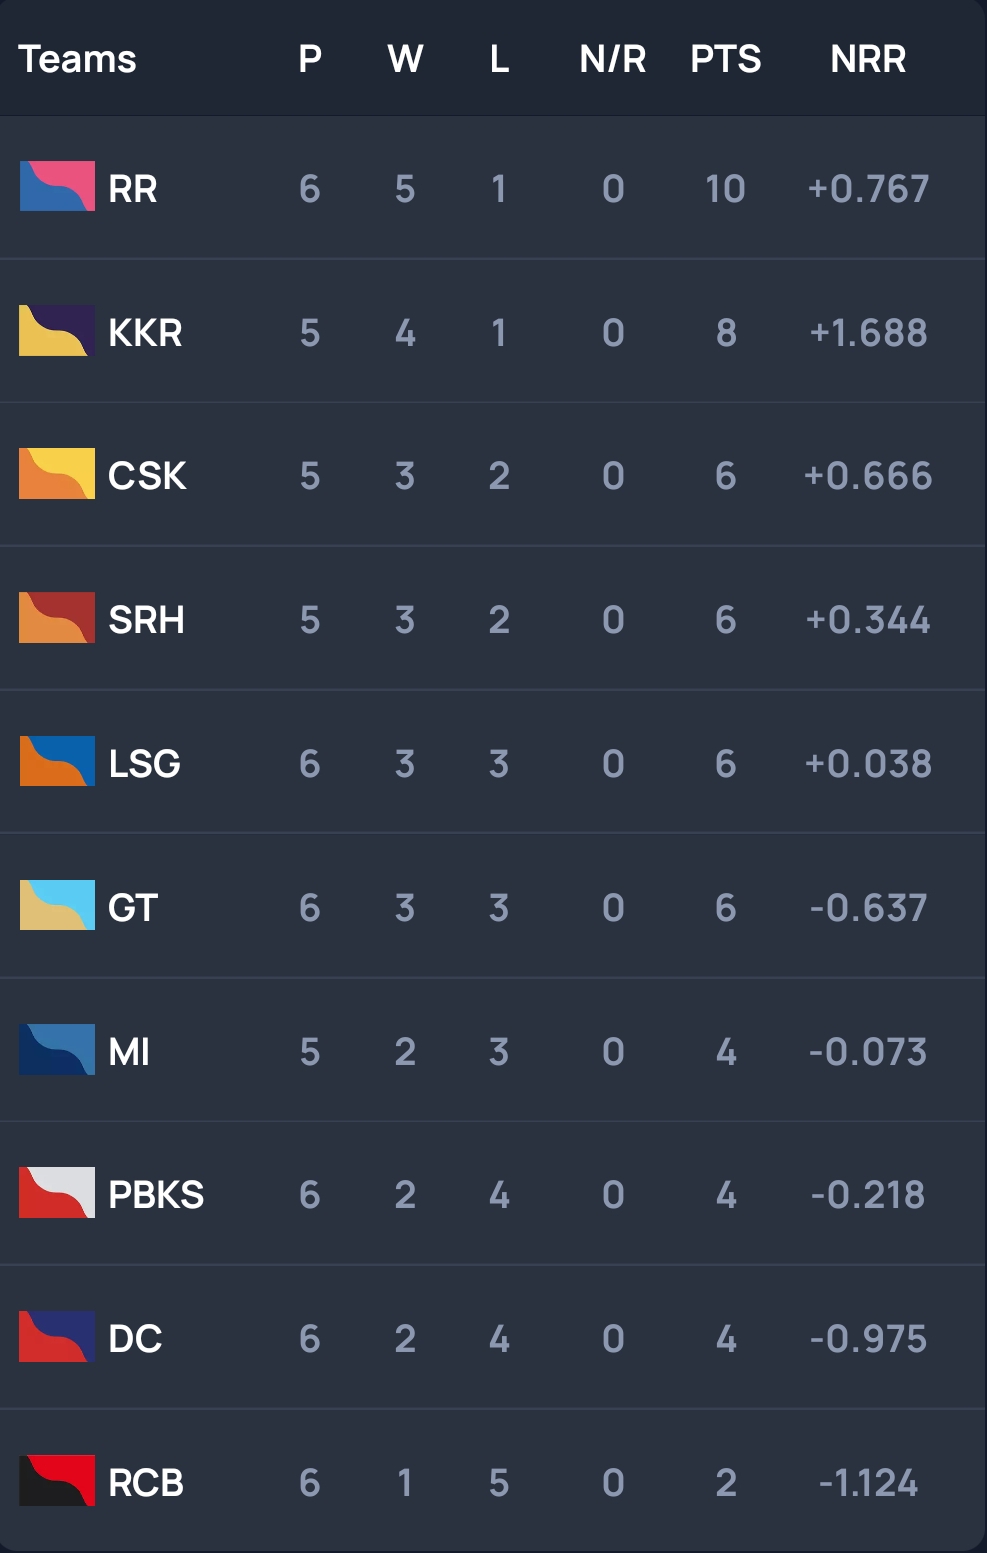 Teams P W L N/R PTS NRR
RR 6 5 1 0 10 +0.767
KKR 5 4 1 0 8 +1.688
CSK 5 3 2 0 6 +0.666
SRH 5 3 2 0 6 +0.344
LSG 6 3 3 0 6 +0.038
GT 6 3 3 0 6 -0.637
MI 5 2 3 0 4 -0.073
PBKS 6 2 4 0 4 -0.218
DC 6 2 4 0 4 -0.975
RCB 6 1 5 0 2 -1.124